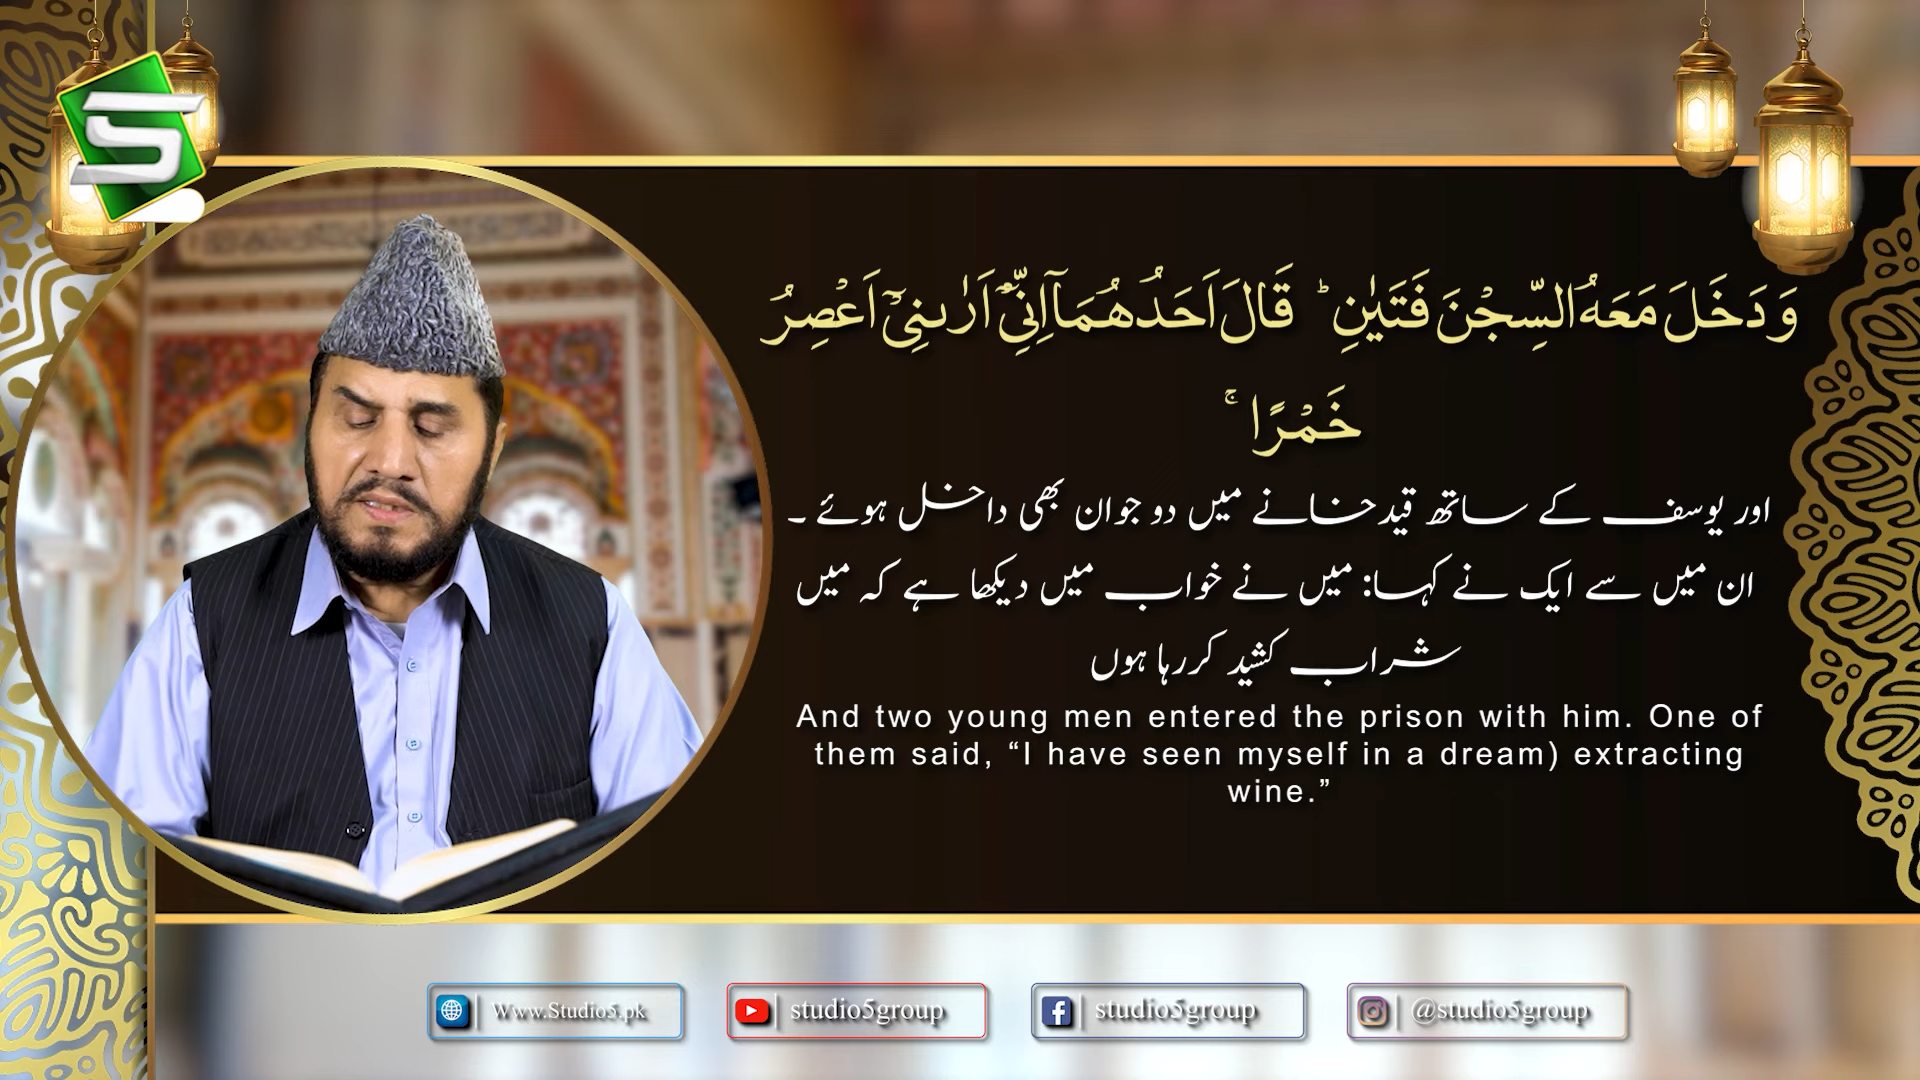 S
وَدَخَلَ مَعَهُ السِّجْنَ فَتَيٰنِ ؕ قَالَ اَحَدُهُمَاۤ اِنِّیْۤ اَرٰىنِیْۤ اَعْصِرُ
خَمْرًا ۚ
اور یوسف کے ساتھ قیدخانے میں دو جوان بھی داخل ہوئے ۔
ان میں سے ایک نے کہا: میں نے خواب میں دیکھا ہے کہ میں
شراب کشید کررہا ہوں
And two young men entered the prison with him. One of
them said, “I have seen myself in a dream) extracting
wine.”
Www.Studio5.pk
studio5group
studio5group
@studio5group